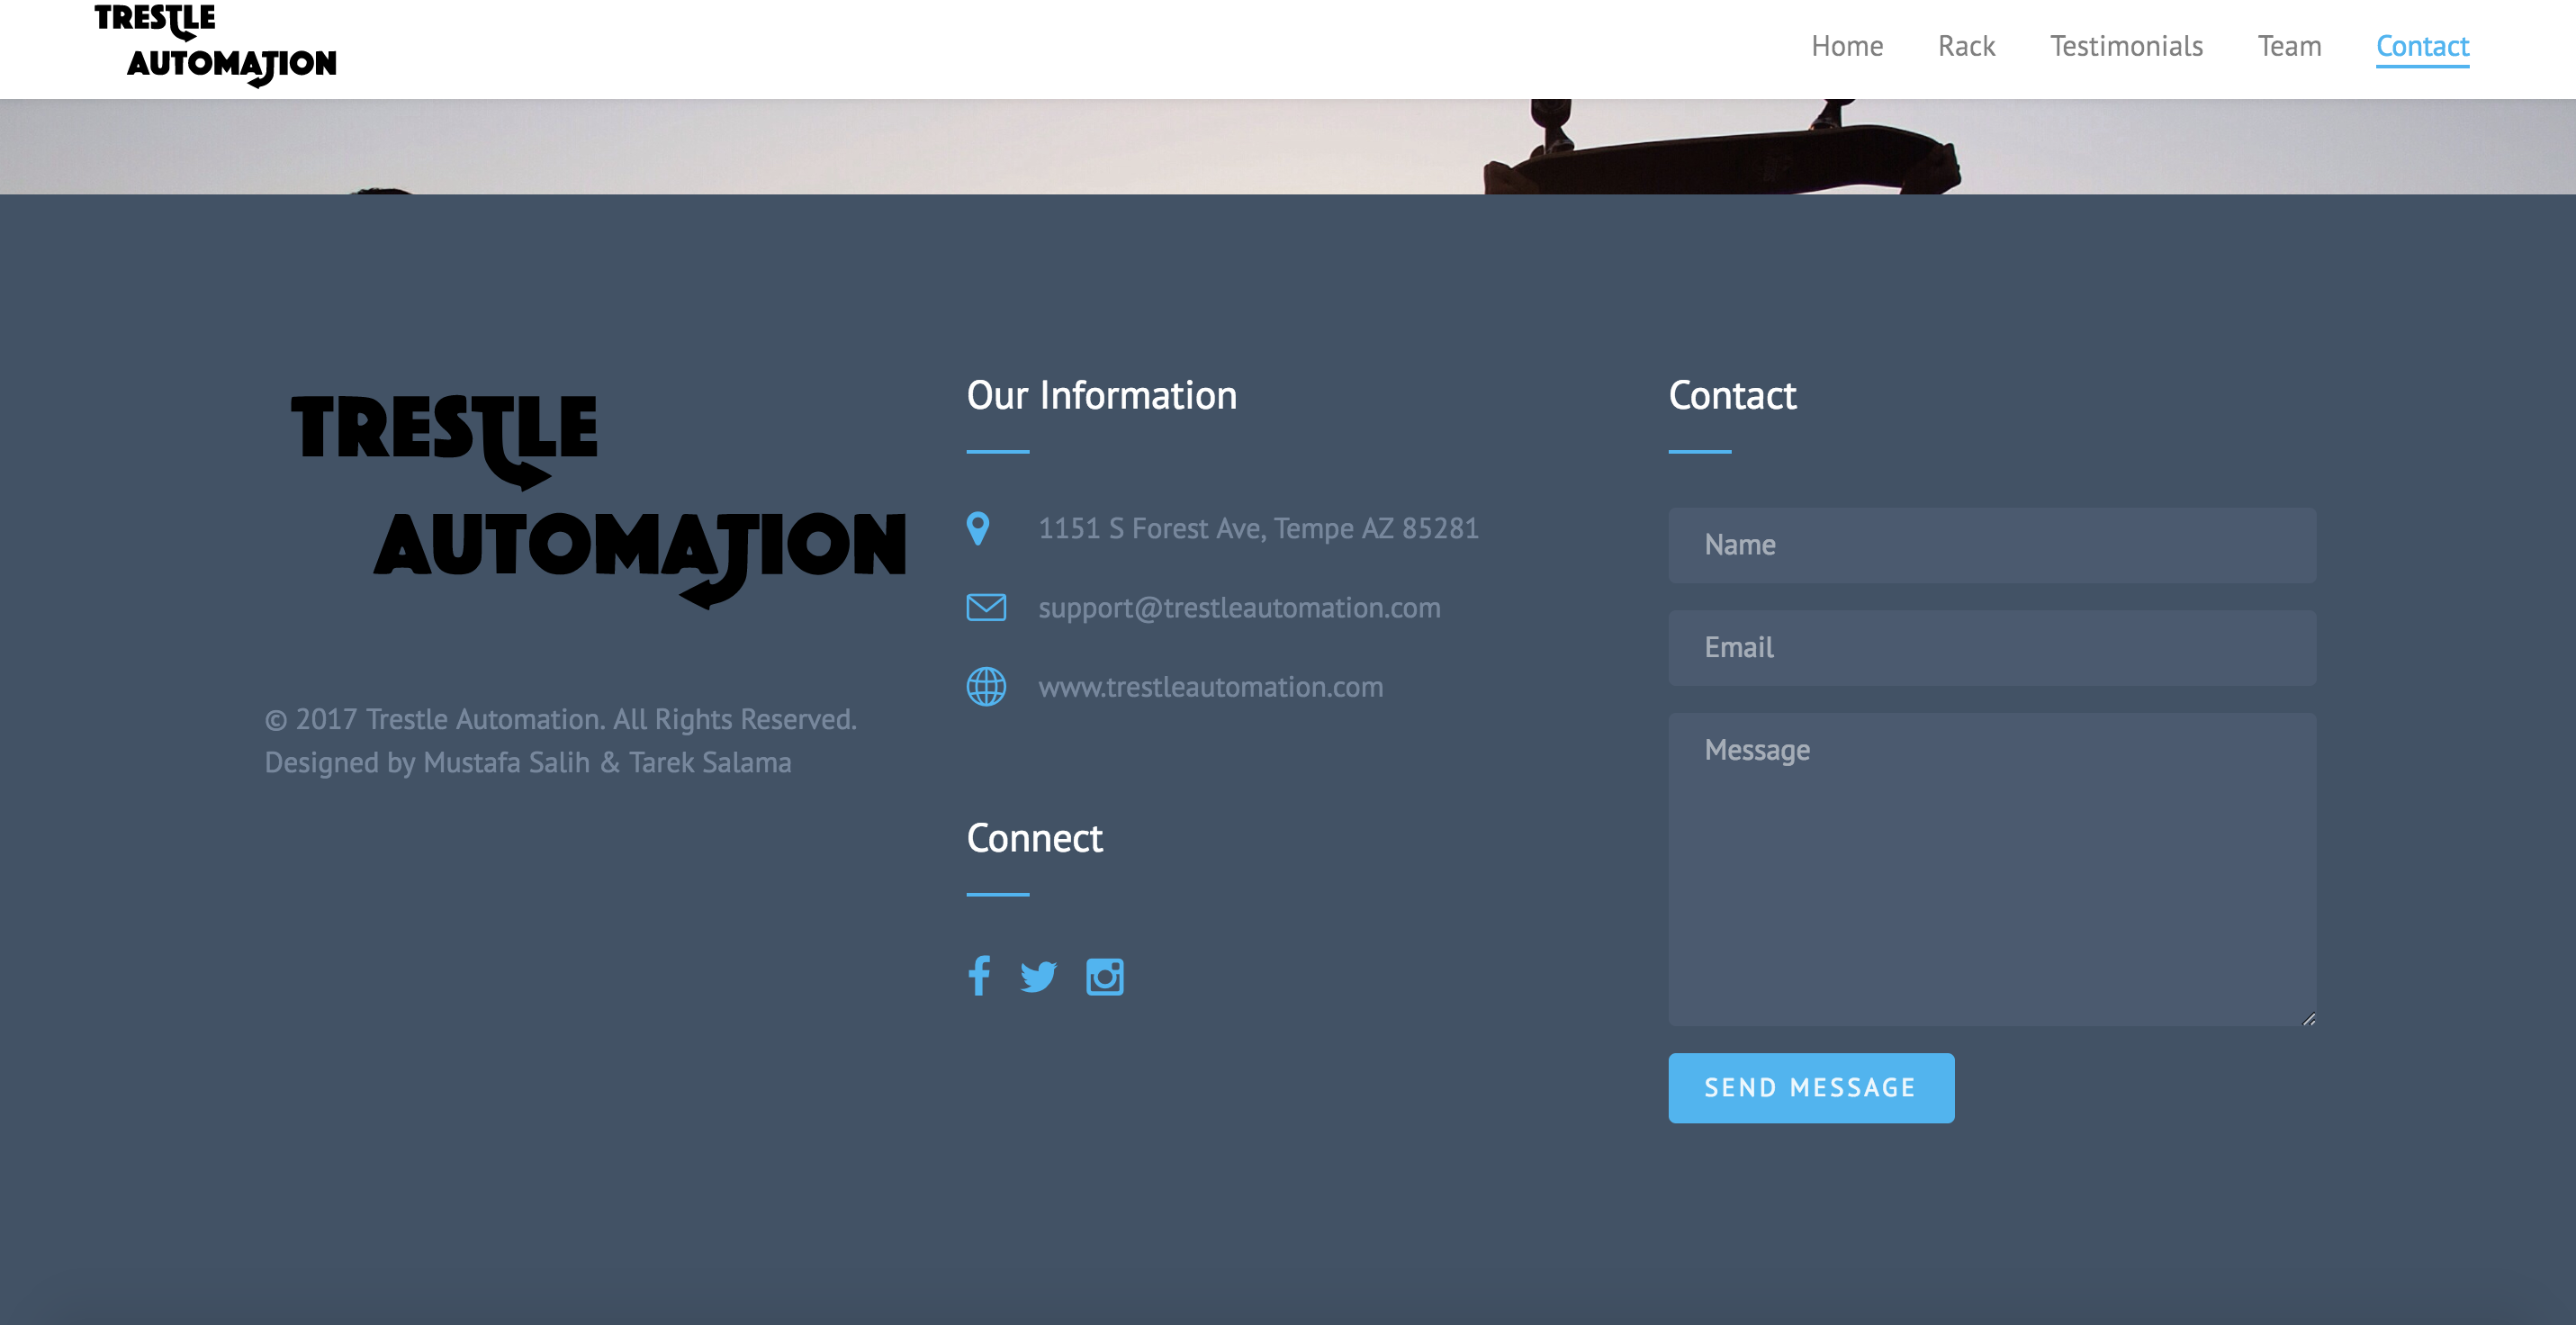 TRESTLE
AUTOMATION
Home
Rack
Testimonials
Team
Contact
TRESTLE
AUTOMATION
© 2017 Trestle Automation. All Rights Reserved.
Designed by Mustafa Salih & Tarek Salama
Our Information
1151 S Forest Ave, Tempe AZ 85281
support@trestleautomation.com
www.trestleautomation.com
Connect
Contact
Name
Email
Message
SEND MESSAGE